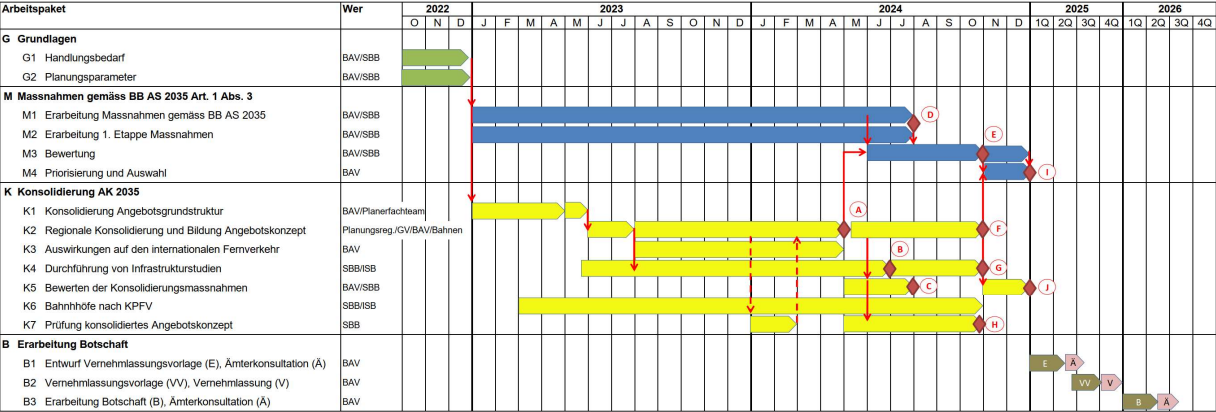 Arbeitspaket Wer 2022 2023 2024 2025 2026
O N D J F M A M J J A S O N D J F M A M J J A S O N D 1Q 2Q 3Q 4Q 1Q 2Q 3Q 4Q
G Grundlagen
G1 Handlungsbedarf BAV/SBB
G2 Planungsparameter BAV/SBB
M Massnahmen gemäss BB AS 2035 Art. 1 Abs. 3
M1 Erarbeitung Massnahmen gemäss BB AS 2035 BAV/SBB D
M2 Erarbeitung 1. Etappe Massnahmen BAV/SBB E
M3 Bewertung BAV/SBB
M4 Priorisierung und Auswahl BAV I
K Konsolidierung AK 2035
K1 Konsolidierung Angebotsgrundstruktur BAV/Planerfachteam A
K2 Regionale Konsolidierung und Bildung Angebotskonzept Planungsreg./GV/BAV/Bahnen F
K3 Auswirkungen auf den internationalen Fernverkehr BAV B
K4 Durchführung von Infrastrukturstudien SBB/ISB G
K5 Bewerten der Konsolidierungsmassnahmen BAV/SBB C J
K6 Bahnhhöfe nach KPFV SBB/ISB
K7 Prüfung konsolidiertes Angebotskonzept SBB H
B Erarbeitung Botschaft
B1 Entwurf Vernehmlassungsvorlage (E), Ämterkonsultation (Ä) BAV E Ä
B2 Vernehmlassungsvorlage (VV), Vernehmlassung (V) BAV VV V
B3 Erarbeitung Botschaft (B), Ämterkonsultation (Ä) BAV B Ä